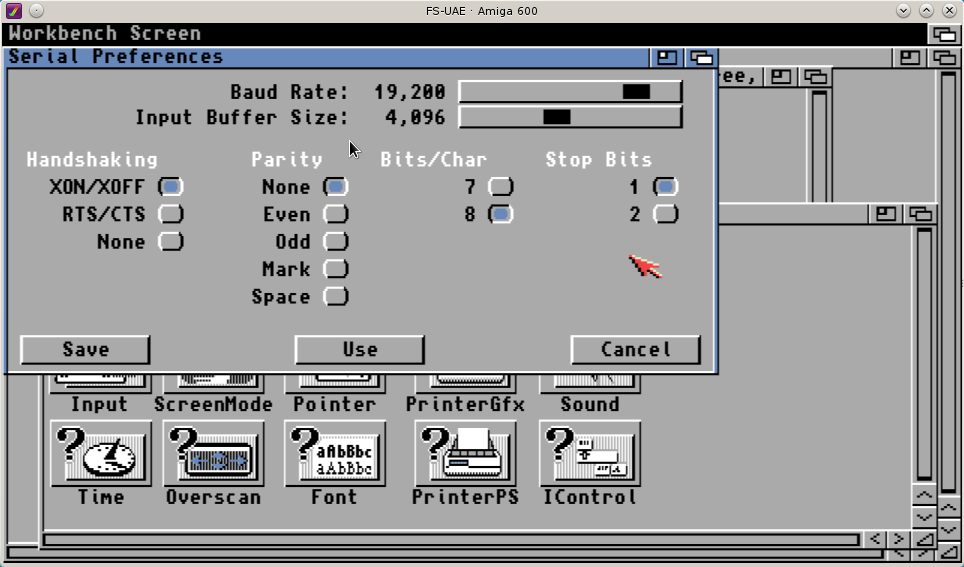 FS-UAE · Amiga 600
Workbench Screen
Serial Preferences
ree,
Baud Rate: 19,200
Input Buffer Size: 4,096
Handshaking Parity Bits/Char Stop Bits
XON/XOFF None 7 1
RTS/CTS Even 8 2
None Odd
Mark
Space
Save Use Cancel
Input ScreenMode Pointer PrinterGfx Sound
? ? ? aABbBbc ? ?
aAbBbc
Time Overscan Font PrinterPS IControl